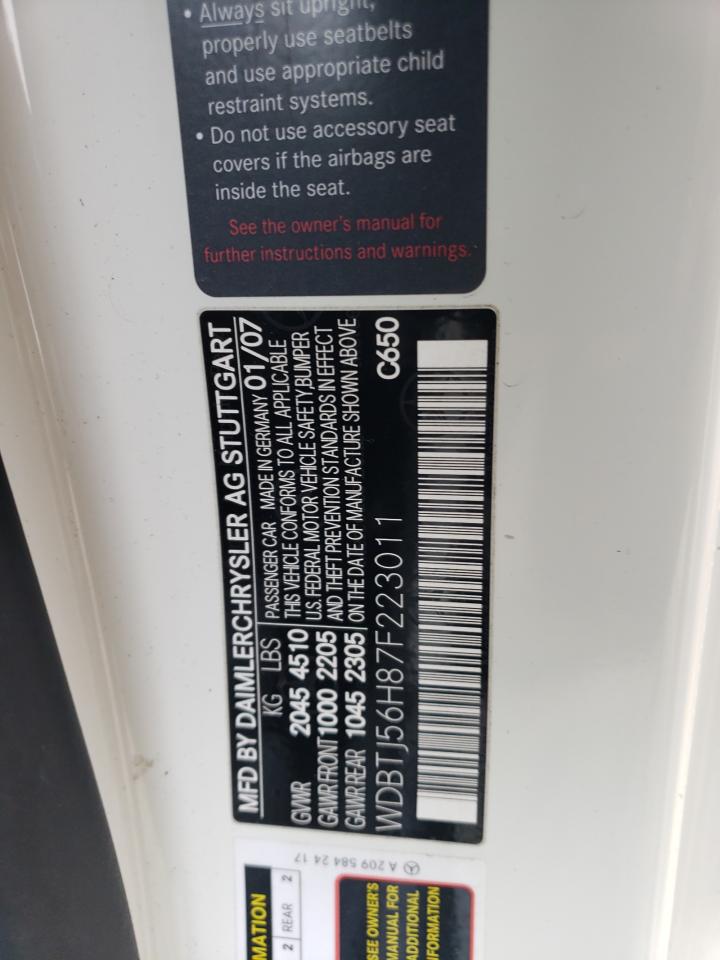 • Always sit upright,
properly use seatbelts
and use appropriate child
restraint systems.
• Do not use accessory seat
covers if the airbags are
inside the seat.
See the owner's manual for
further instructions and warnings.
MFD BY DAIMLERCHRYSLER AG STUTTGART
KG LBS PASSENGER CAR MADE IN GERMANY 01/07
GVWR 2045 4510 THIS VEHICLE CONFORMS TO ALL APPLICABLE
U.S. FEDERAL MOTOR VEHICLE SAFETY,BUMPER
GAWR FRONT 1000 2205 AND THEFT PREVENTION STANDARDS IN EFFECT
GAWR REAR 1045 2305 ON THE DATE OF MANUFACTURE SHOWN ABOVE
WDBTJ56H87F223011 C650
A 209 584 24 17
MATION
2 REAR 2
SEE OWNER'S
MANUAL FOR
ADDITIONAL
INFORMATION